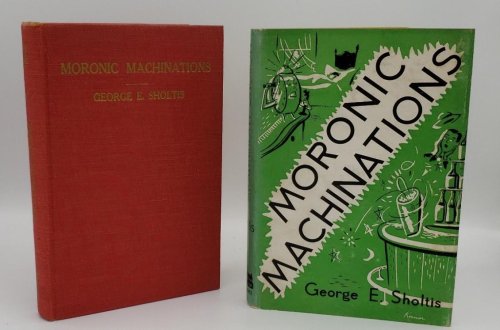 MORONIC MACHINATIONS
GEORGE E. SHOLTIS
MORONIC
MACHINATIONS
George E. Sholtis